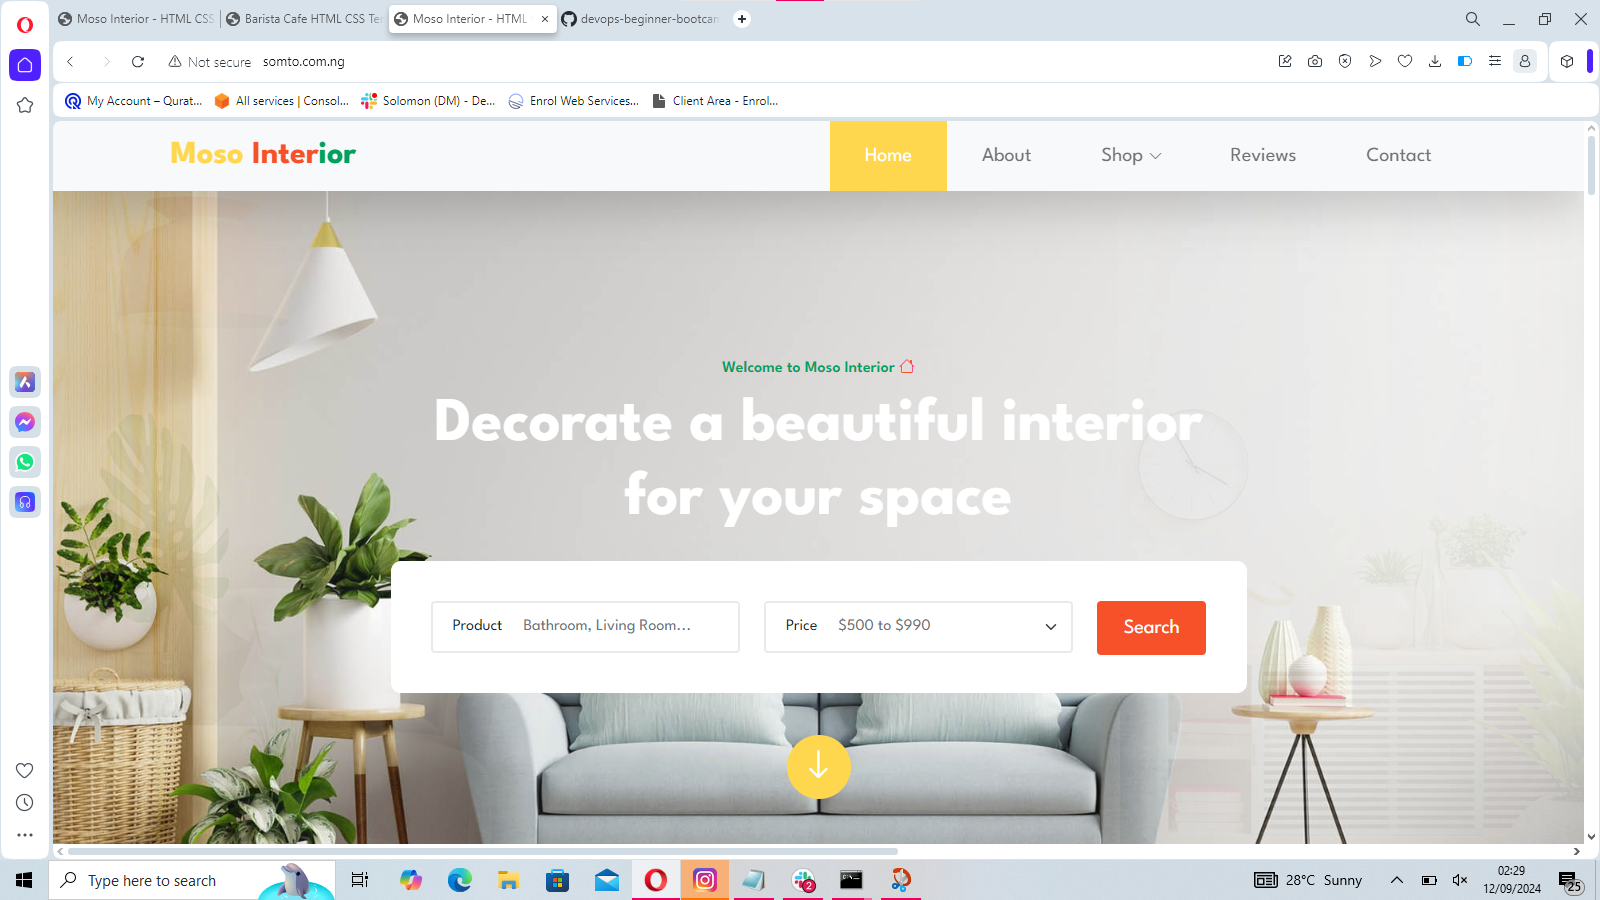 Moso Interior - HTML CSS
Barista Cafe HTML CSS Te
Moso Interior - HTML
devops-beginner-bootcam
Not secure
somto.com.ng
My Account – Qurat...
All services | Consol...
Solomon (DM) - De...
Enrol Web Services...
Client Area - Enrol...
Moso Interior
Home
About
Shop
Reviews
Contact
Welcome to Moso Interior
Decorate a beautiful interior
for your space
Product
Bathroom, Living Room...
Price
$500 to $990
Search
Type here to search
2
28°C Sunny
02:29
12/09/2024
25